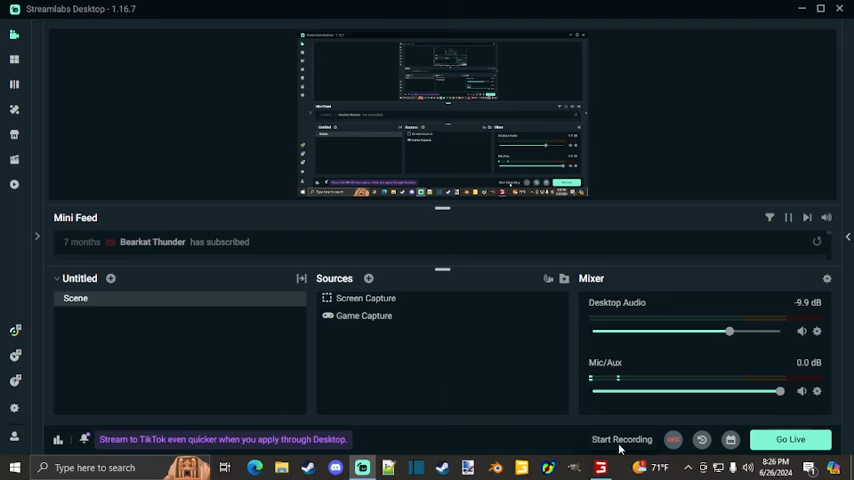 Streamlabs Desktop - 1.16.7
Mini Feed
7 months Bearkat Thunder has subscribed
Untitled
Sources
Mixer
Scene
Screen Capture
Game Capture
Desktop Audio -9.9 dB
Mic/Aux 0.0 dB
Stream to TikTok even quicker when you apply through Desktop.
Start Recording
REC
Go Live
Type here to search
71°F
8:26 PM
6/26/2024